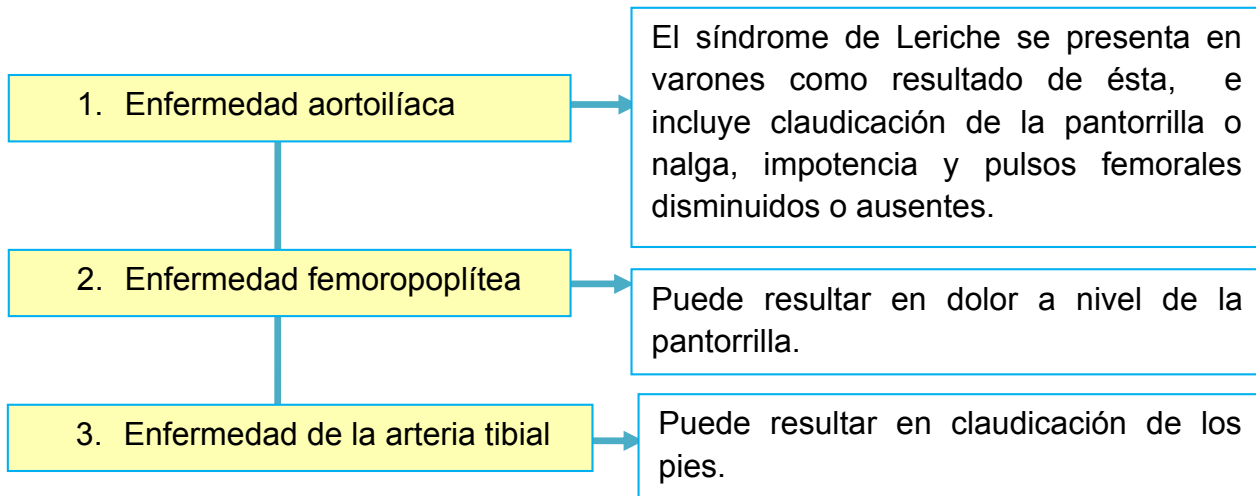 1. Enfermedad aortoilíaca
El síndrome de Leriche se presenta en
varones como resultado de ésta, e
incluye claudicación de la pantorrilla o
nalga, impotencia y pulsos femorales
disminuidos o ausentes.
2. Enfermedad femoropoplítea
Puede resultar en dolor a nivel de la
pantorrilla.
3. Enfermedad de la arteria tibial
Puede resultar en claudicación de los
pies.